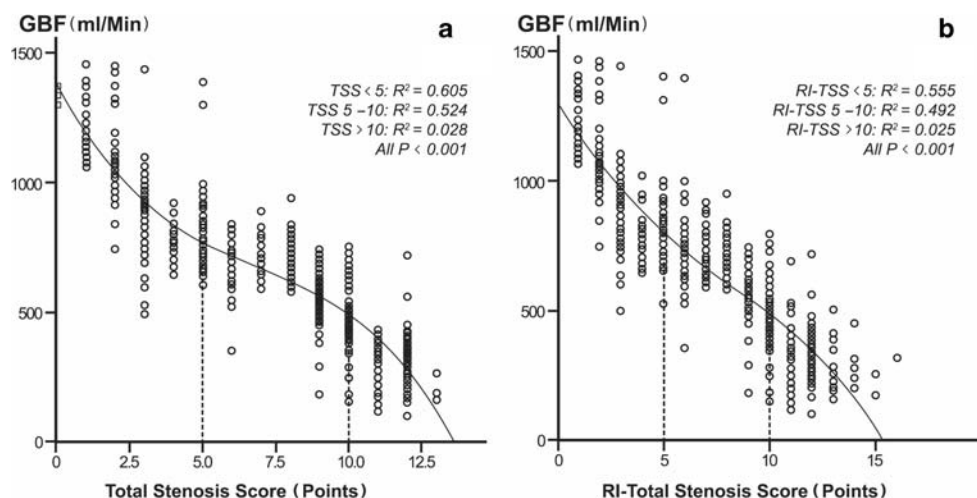 GBF (ml/Min)
a
1500
TSS < 5: R² = 0.605
TSS 5 –10: R² = 0.524
TSS > 10: R² = 0.028
All P < 0.001
1000
500
0
0 2.5 5.0 7.5 10.0 12.5
Total Stenosis Score (Points)
GBF (ml/Min)
b
1500
RI-TSS < 5: R² = 0.555
RI-TSS 5 –10: R² = 0.492
RI-TSS > 10: R² = 0.025
All P < 0.001
1000
500
0
0 5 10 15
RI-Total Stenosis Score (Points)